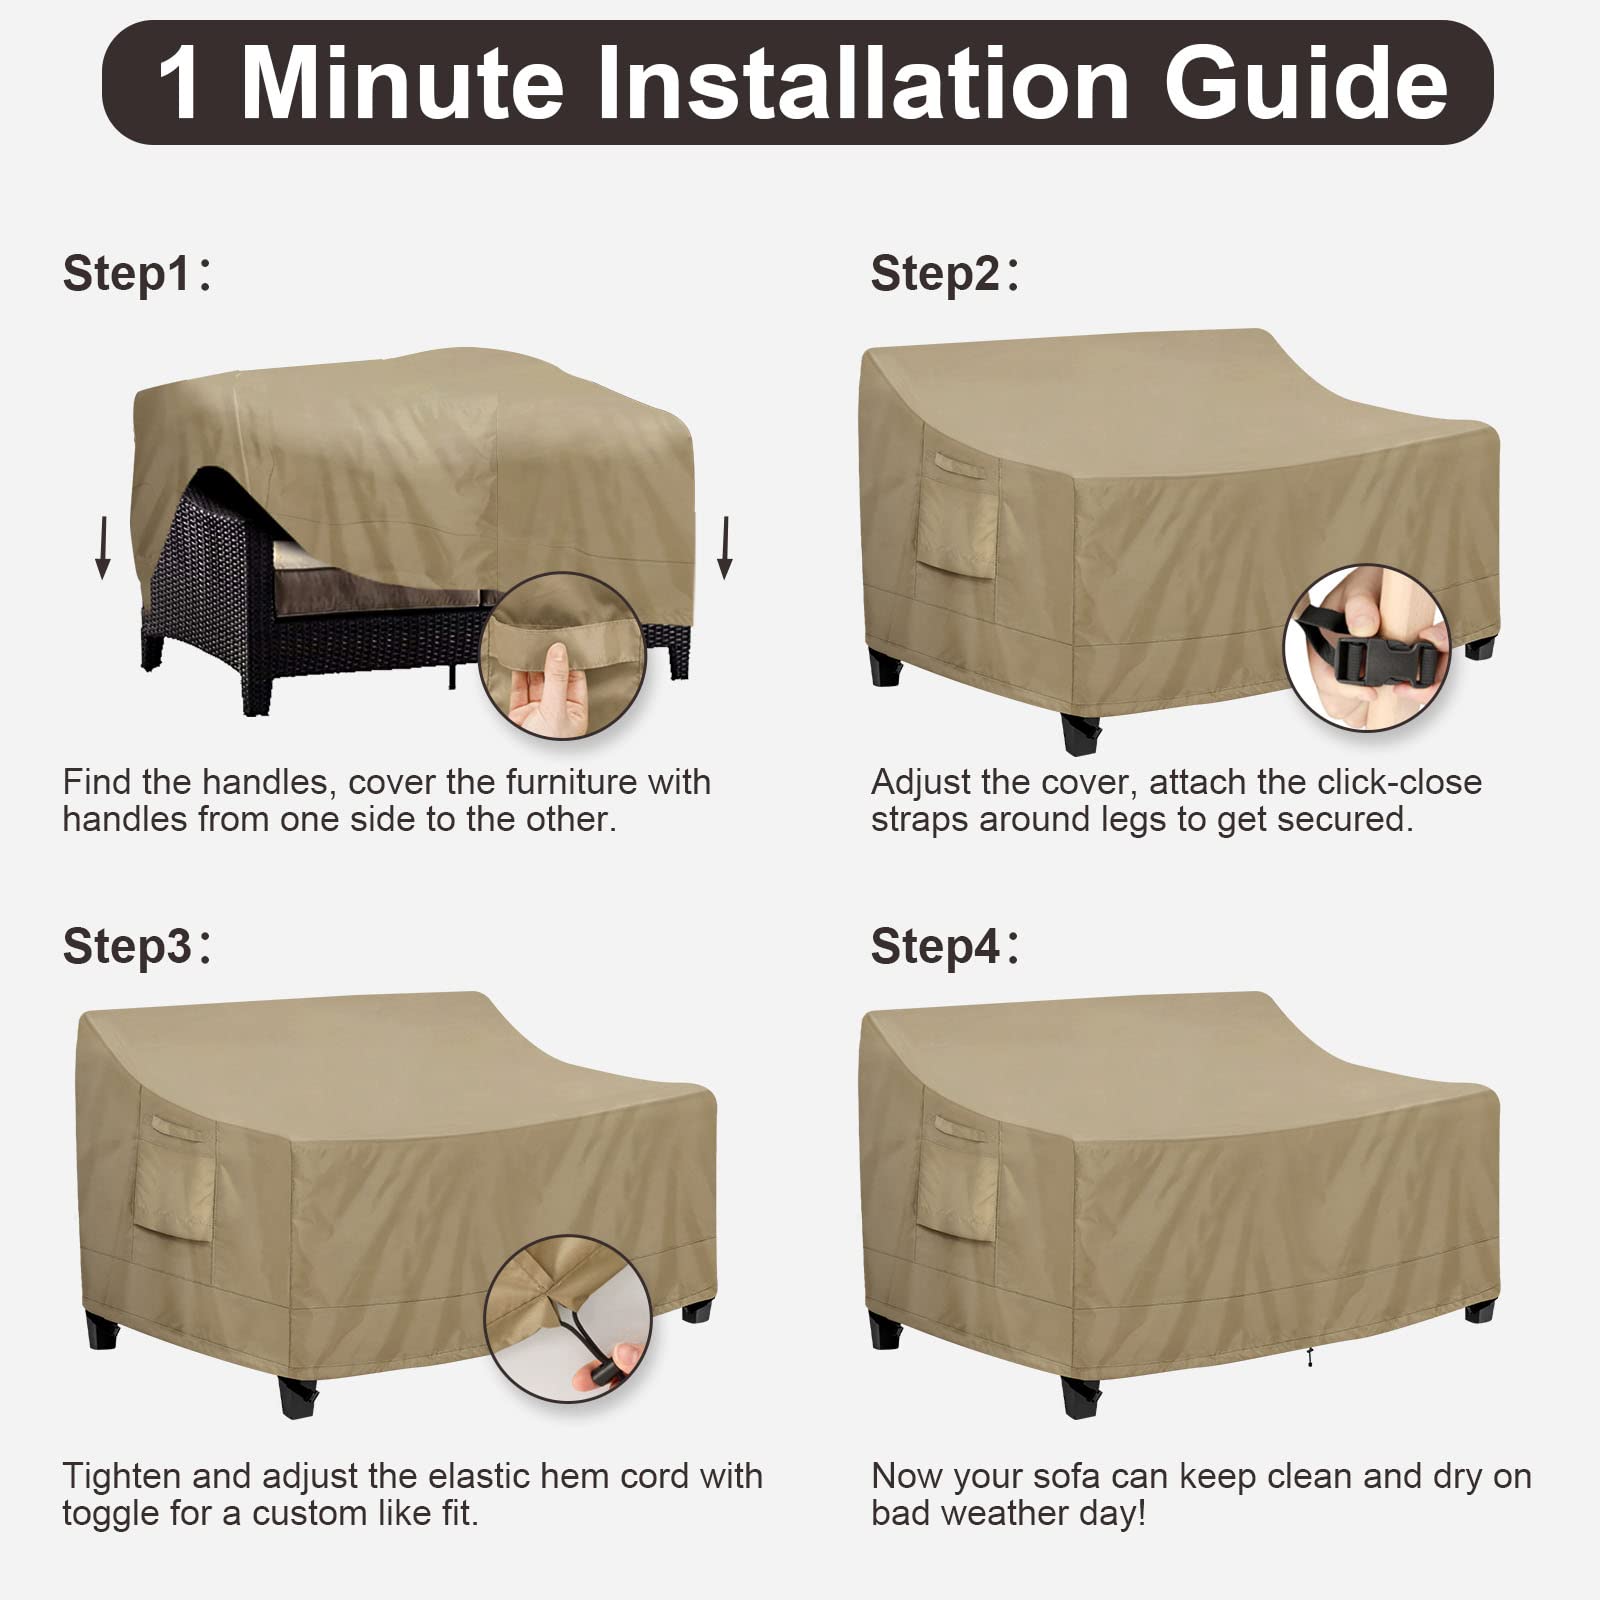 1 Minute Installation Guide
Step1:
Find the handles, cover the furniture with
handles from one side to the other.
Step2:
Adjust the cover, attach the click-close
straps around legs to get secured.
Step3:
Tighten and adjust the elastic hem cord with
toggle for a custom like fit.
Step4:
Now your sofa can keep clean and dry on
bad weather day!